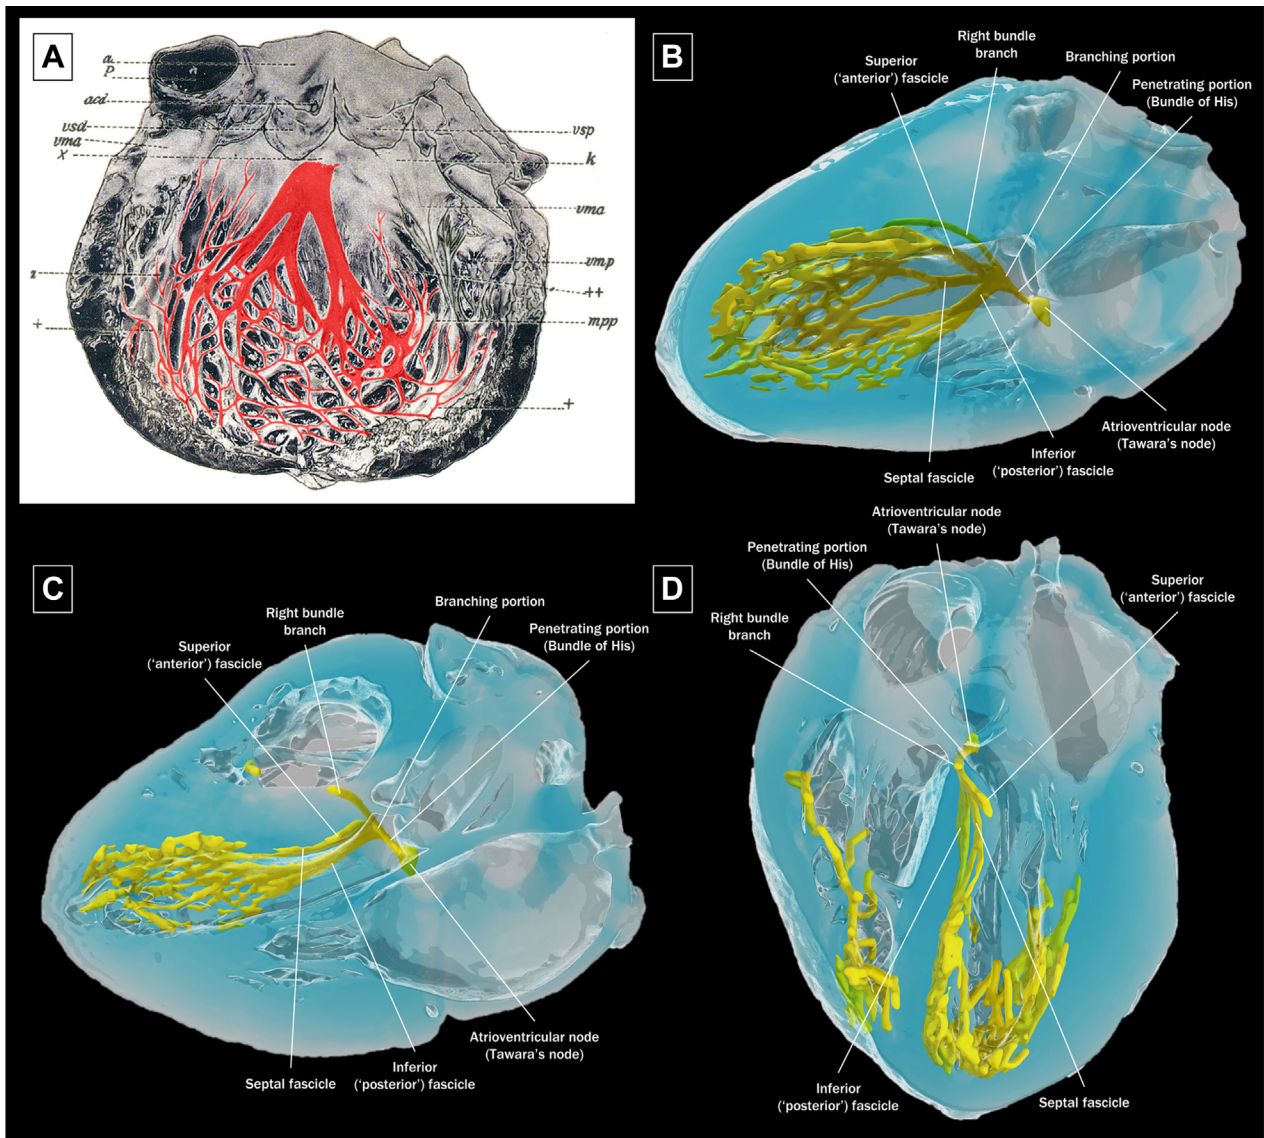 A
a
P
acd
vsd
vma
X
1
+
vsp
k
vma
vmp
++
mpp
+
B
Superior
('anterior') fascicle
Right bundle
branch
Branching portion
Penetrating portion
(Bundle of His)
Atrioventricular node
(Tawara's node)
Inferior
('posterior') fascicle
Septal fascicle
C
Superior
('anterior') fascicle
Right bundle
branch
Branching portion
Penetrating portion
(Bundle of His)
Atrioventricular node
(Tawara's node)
Inferior
('posterior') fascicle
Septal fascicle
D
Atrioventricular node
(Tawara's node)
Penetrating portion
(Bundle of His)
Right bundle
branch
Superior
('anterior') fascicle
Inferior
('posterior') fascicle
Septal fascicle